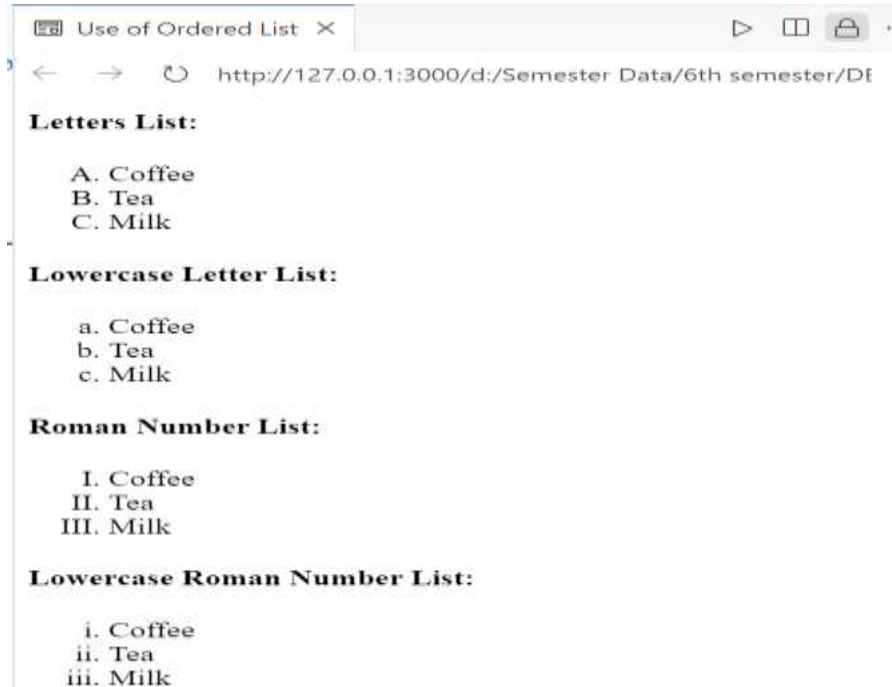 Use of Ordered List
http://127.0.0.1:3000/d:/Semester Data/6th semester/DE
Letters List:
A. Coffee
B. Tea
C. Milk
Lowercase Letter List:
a. Coffee
b. Tea
c. Milk
Roman Number List:
I. Coffee
II. Tea
III. Milk
Lowercase Roman Number List:
i. Coffee
ii. Tea
iii. Milk